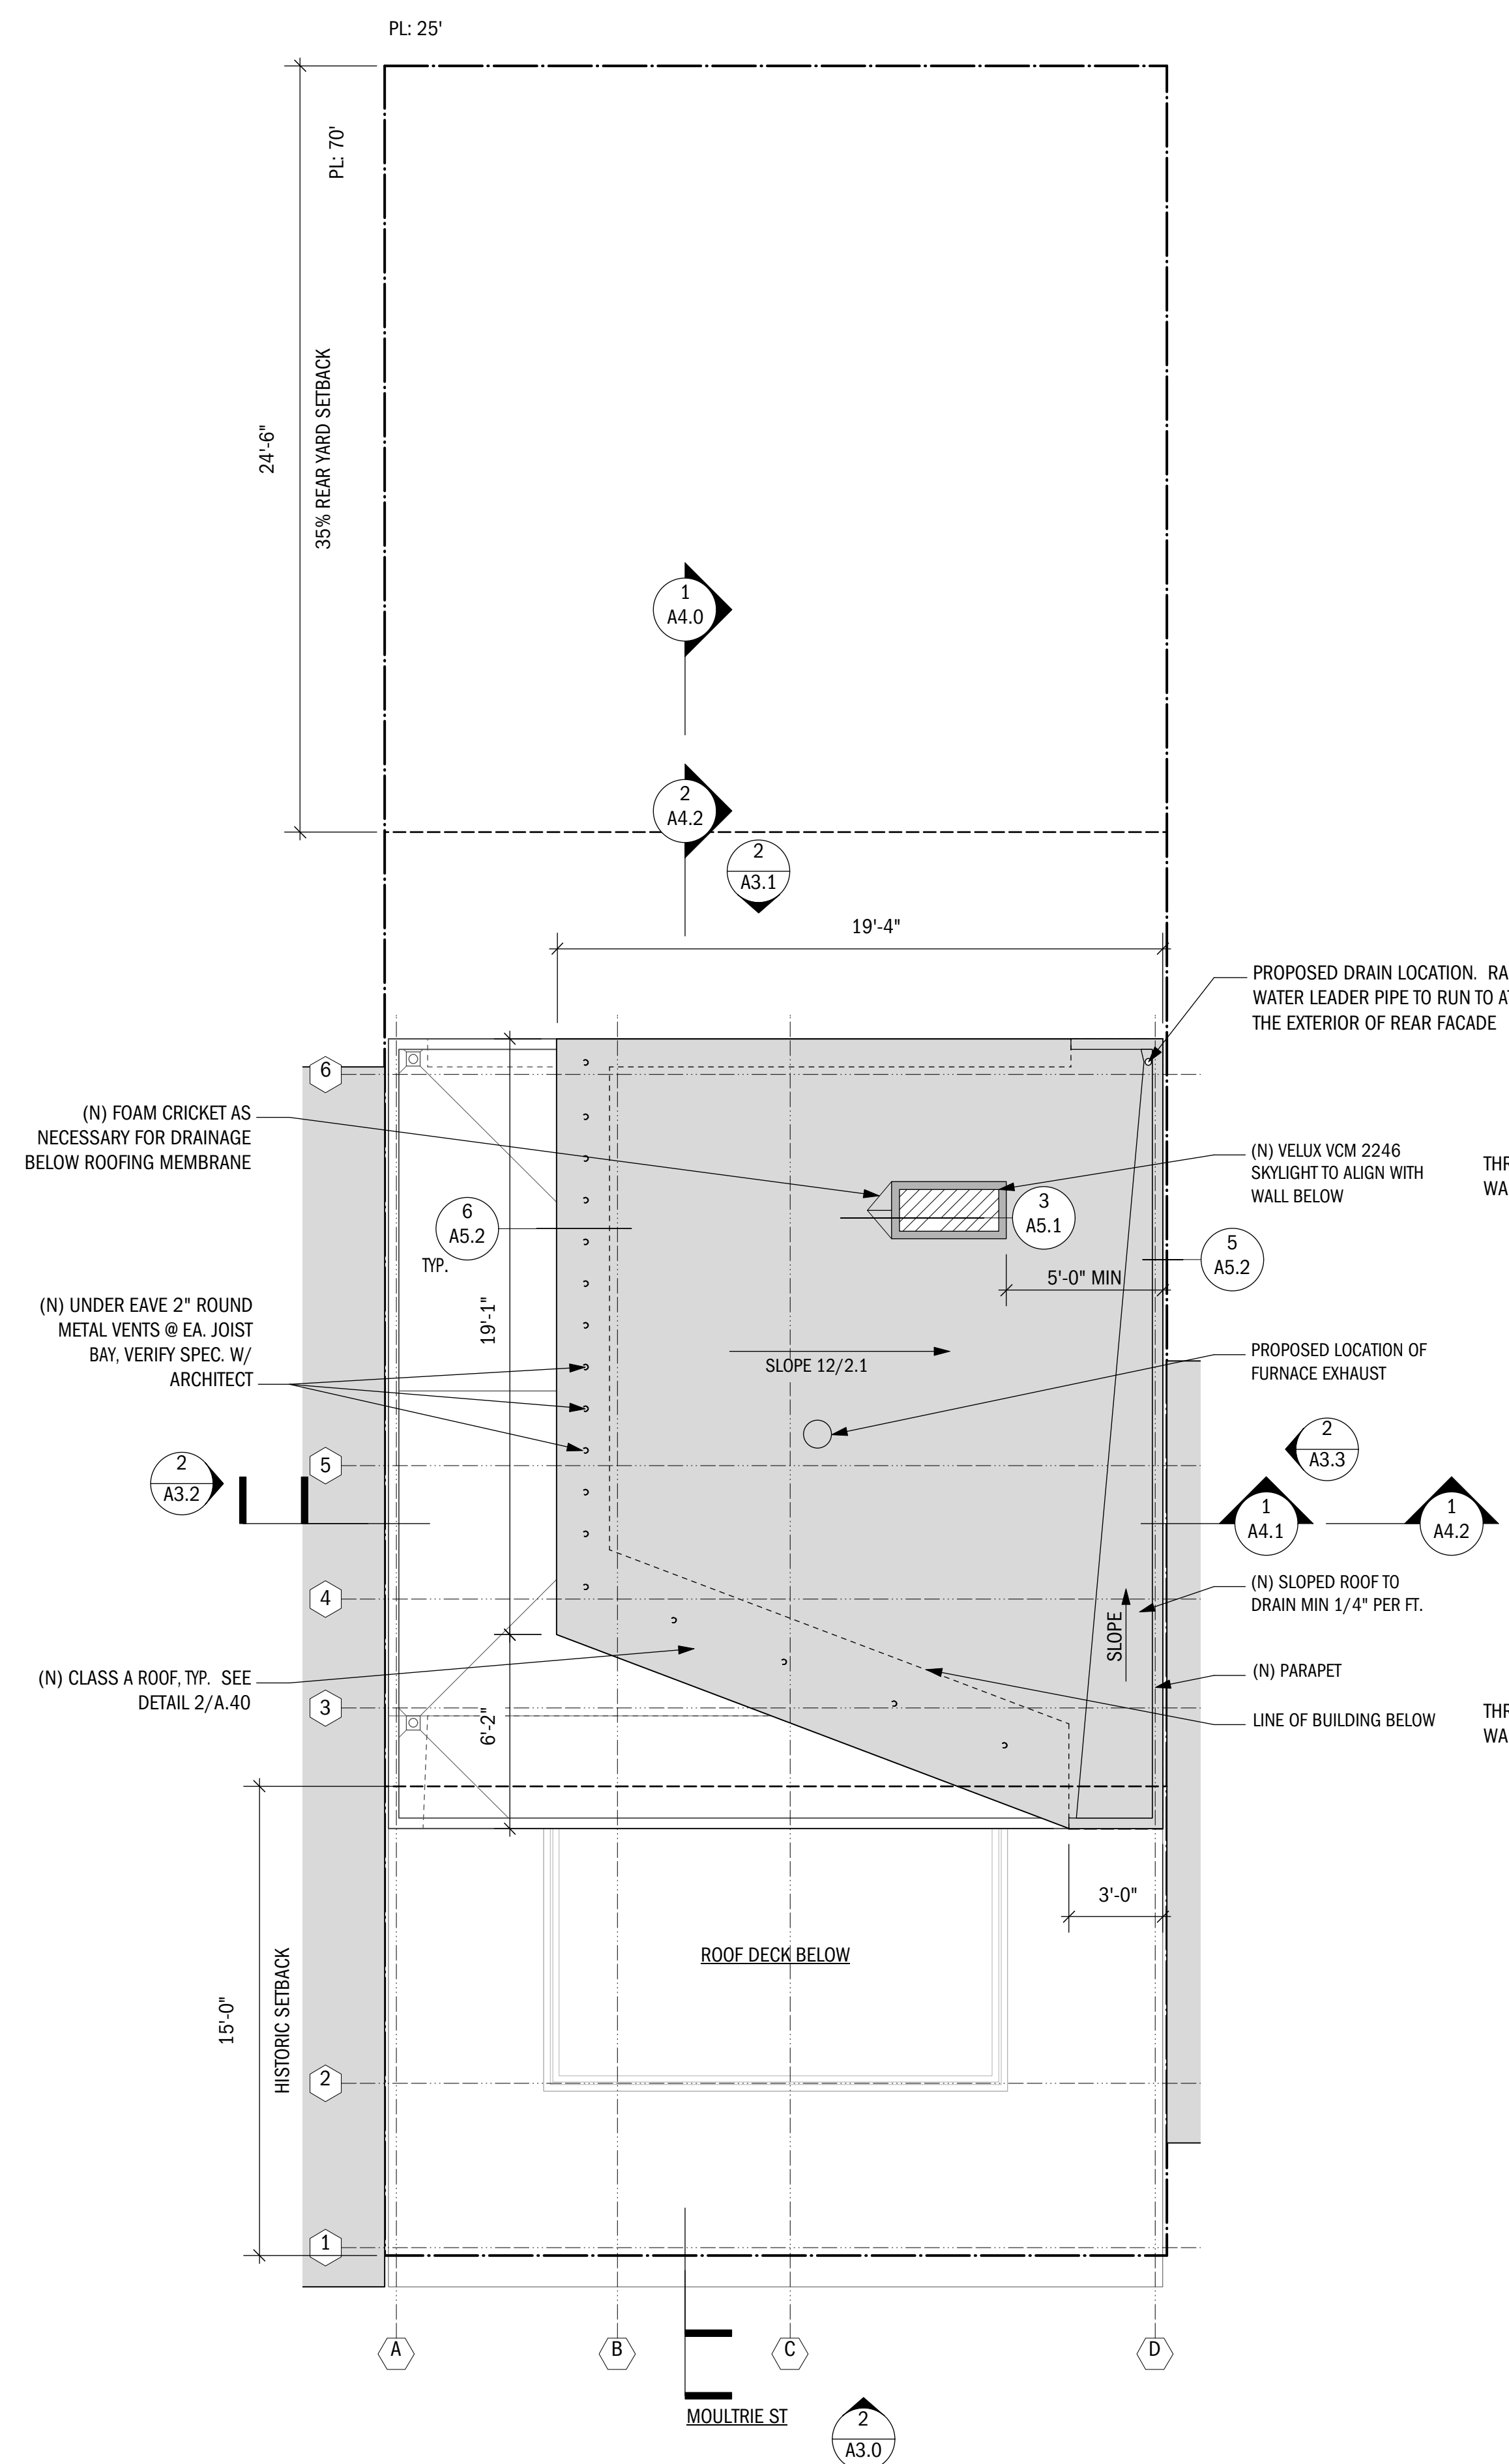 PL: 25'
PL: 70'
24'-6"
35% REAR YARD SETBACK
1
A4.0
2
A4.2
2
A3.1
19'-4"
PROPOSED DRAIN LOCATION. RA
WATER LEADER PIPE TO RUN TO
THE EXTERIOR OF REAR FACADE
6
(N) FOAM CRICKET AS
NECESSARY FOR DRAINAGE
BELOW ROOFING MEMBRANE
(N) VELUX VCM 2246
SKYLIGHT TO ALIGN WITH
WALL BELOW
THR
WA
6
A5.2
TYP.
3
A5.1
5
A5.2
5'-0" MIN
19'-1"
(N) UNDER EAVE 2" ROUND
METAL VENTS @ EA. JOIST
BAY, VERIFY SPEC. W/
ARCHITECT
SLOPE 12/2.1
PROPOSED LOCATION OF
FURNACE EXHAUST
2
A3.3
5
2
A3.2
1
A4.1
1
A4.2
4
(N) SLOPED ROOF TO
DRAIN MIN 1/4" PER FT.
SLOPE
(N) CLASS A ROOF, TYP. SEE
DETAIL 2/A.40
(N) PARAPET
3
6'-2"
LINE OF BUILDING BELOW
THR
WA
3'-0"
ROOF DECK BELOW
15'-0"
HISTORIC SETBACK
2
1
A
B
C
D
MOULTRIE ST
2
A3.0